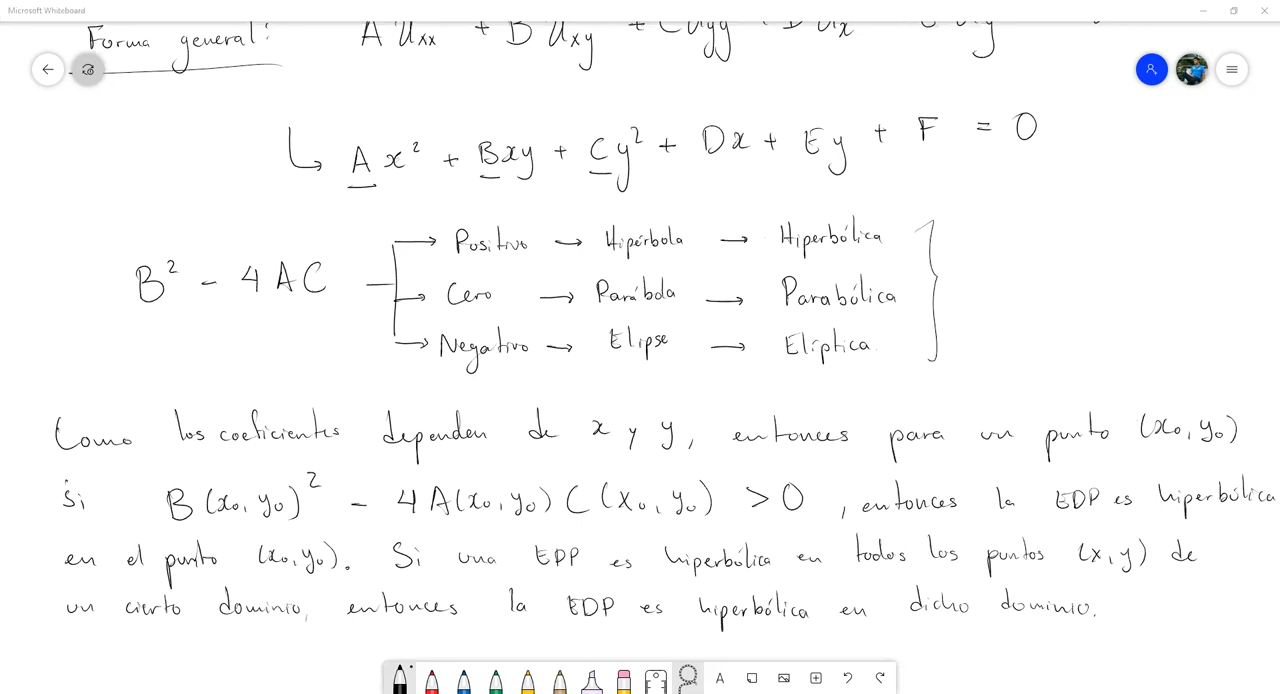 Microsoft Whiteboard
Forma general: A Uxx + B Uxy + C Uyy
Ax² + Bxy + Cy² + Dx + Ey + F = 0
Positivo → Hipérbola → Hiperbólica
B² - 4AC
Cero → Parábola → Parabólica
Negativo → Elipse → Elíptica
Como los coeficientes dependen de x y y, entonces para un punto (x₀, y₀)
Si B(x₀, y₀)² - 4A(x₀, y₀) C(x₀, y₀) > 0, entonces la EDP es hiperbólica
en el punto (x₀, y₀). Si una EDP es hiperbólica en todos los puntos (x, y) de
un cierto dominio, entonces la EDP es hiperbólica en dicho dominio.